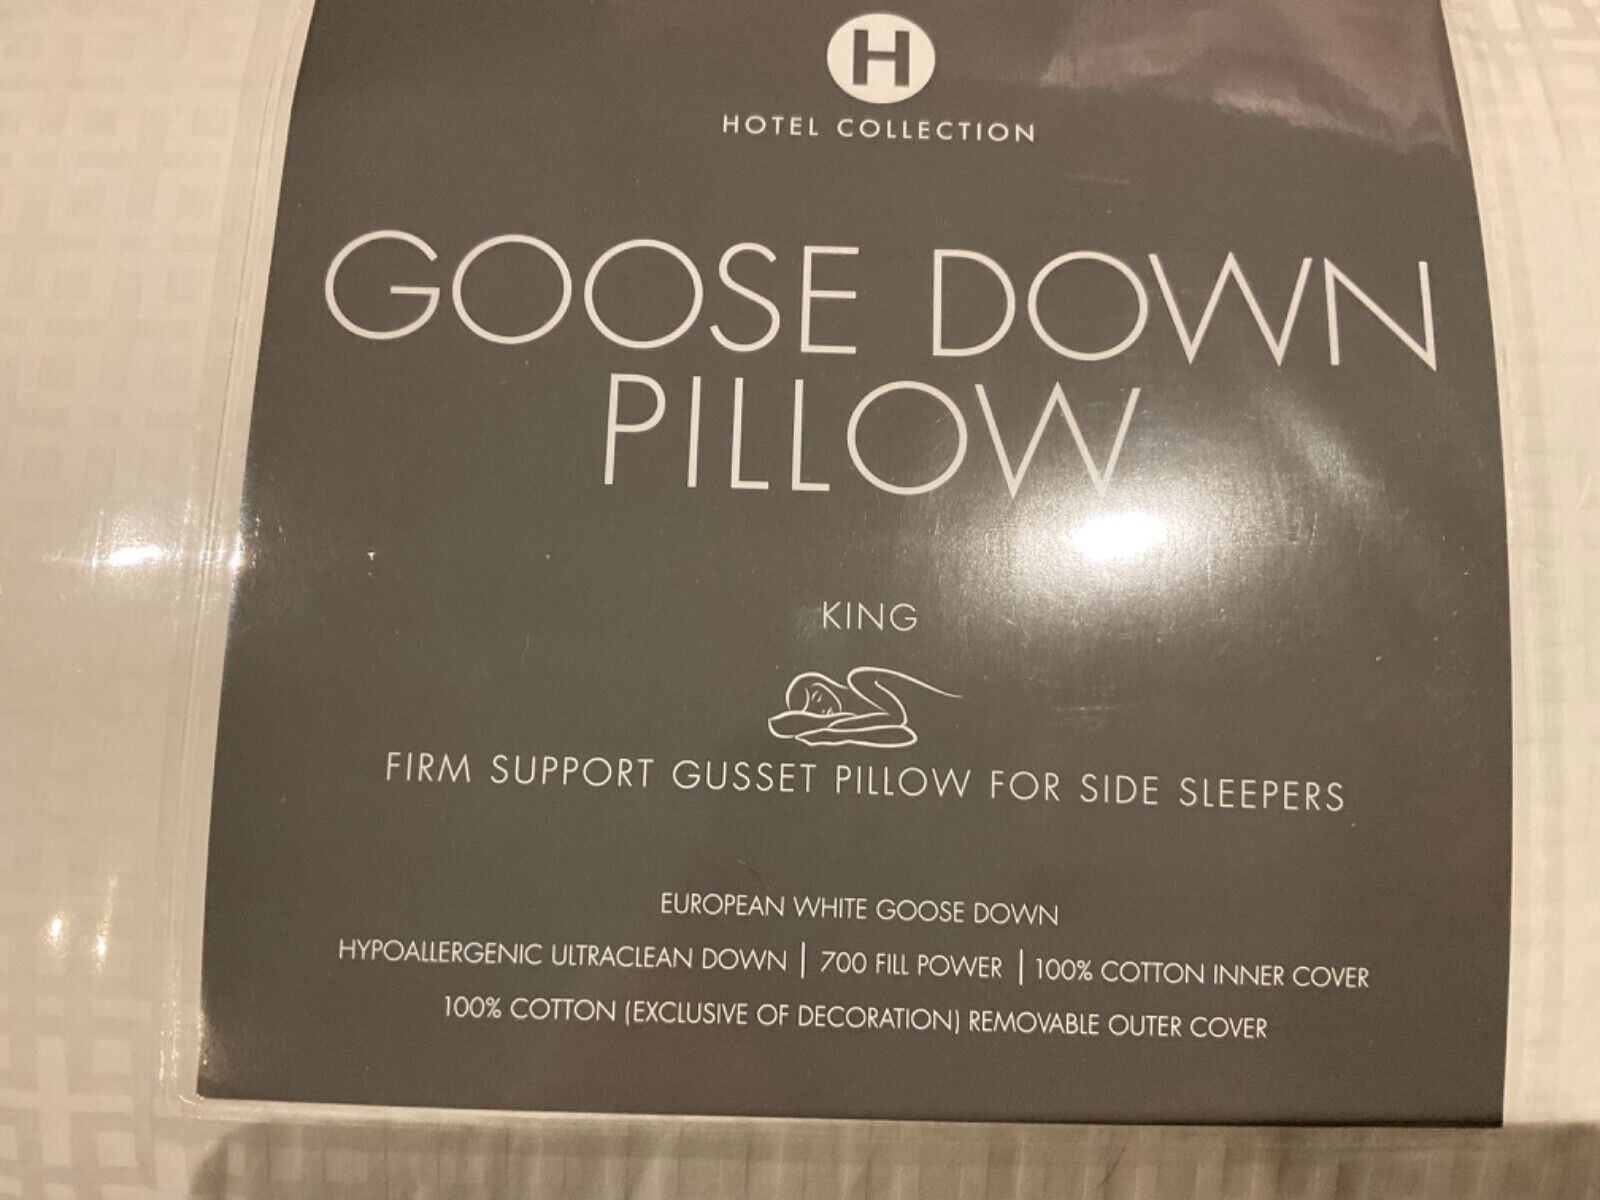 H
HOTEL COLLECTION
GOOSE DOWN
PILLOW
KING
FIRM SUPPORT GUSSET PILLOW FOR SIDE SLEEPERS
EUROPEAN WHITE GOOSE DOWN
HYPOALLERGENIC ULTRACLEAN DOWN | 700 FILL POWER | 100% COTTON INNER COVER
100% COTTON (EXCLUSIVE OF DECORATION) REMOVABLE OUTER COVER